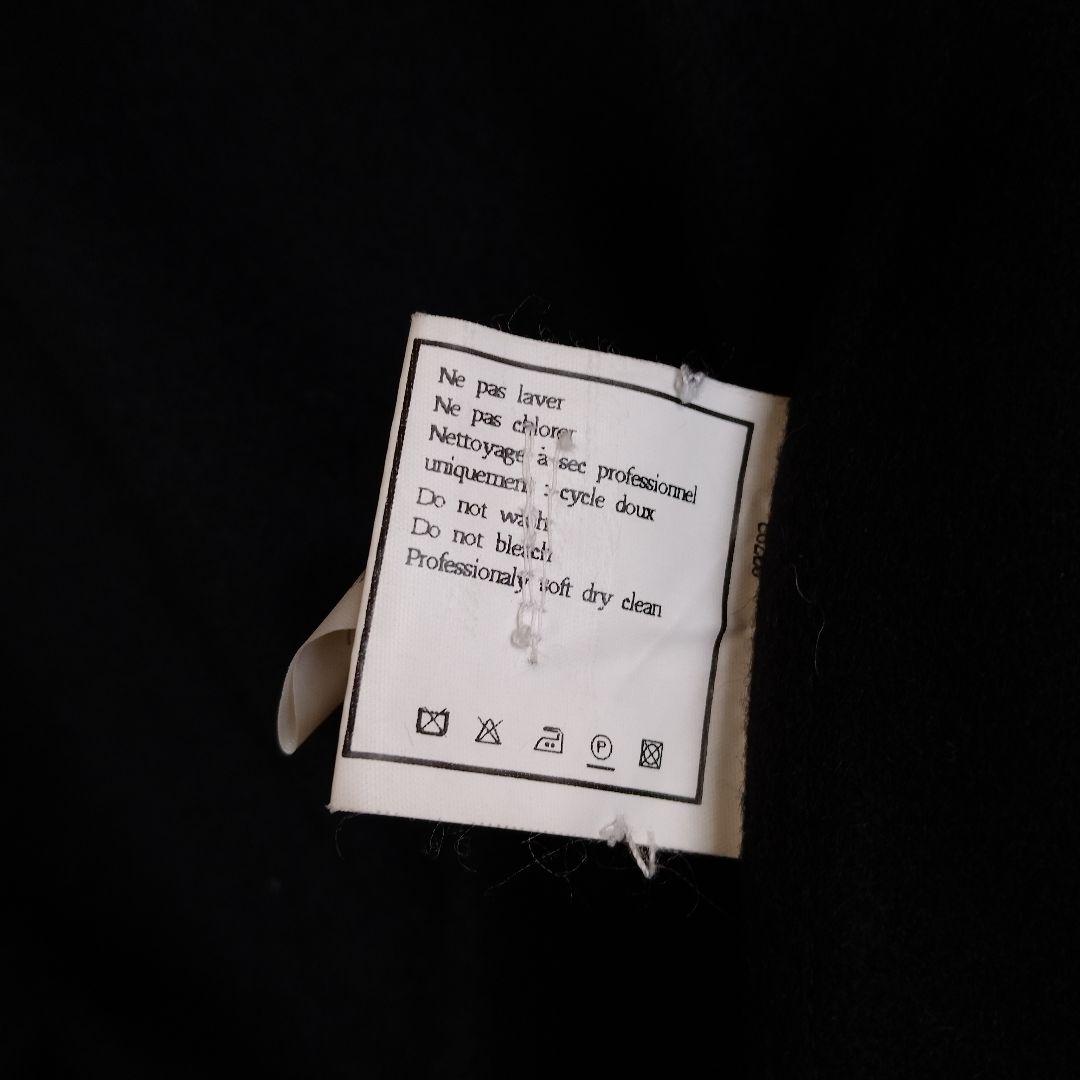 Ne pas laver
Ne pas chlorer
Nettoyage à sec professionnel
uniquement : cycle doux
Do not wash
Do not bleach
Professionaly soft dry clean
P